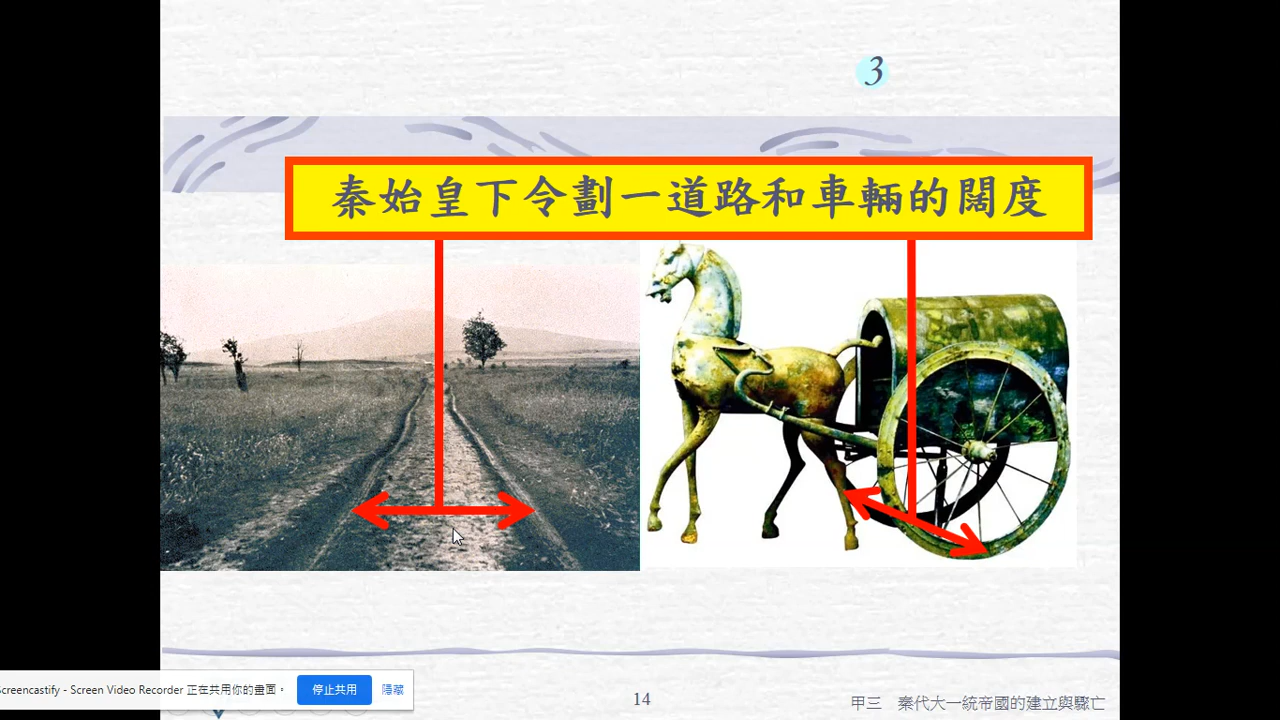 3
秦始皇下令劃一道路和車輛的闊度
Screencastify - Screen Video Recorder 正在共用你的畫面。
停止共用
隱藏
14
甲三 秦代大一統帝國的建立與驟亡